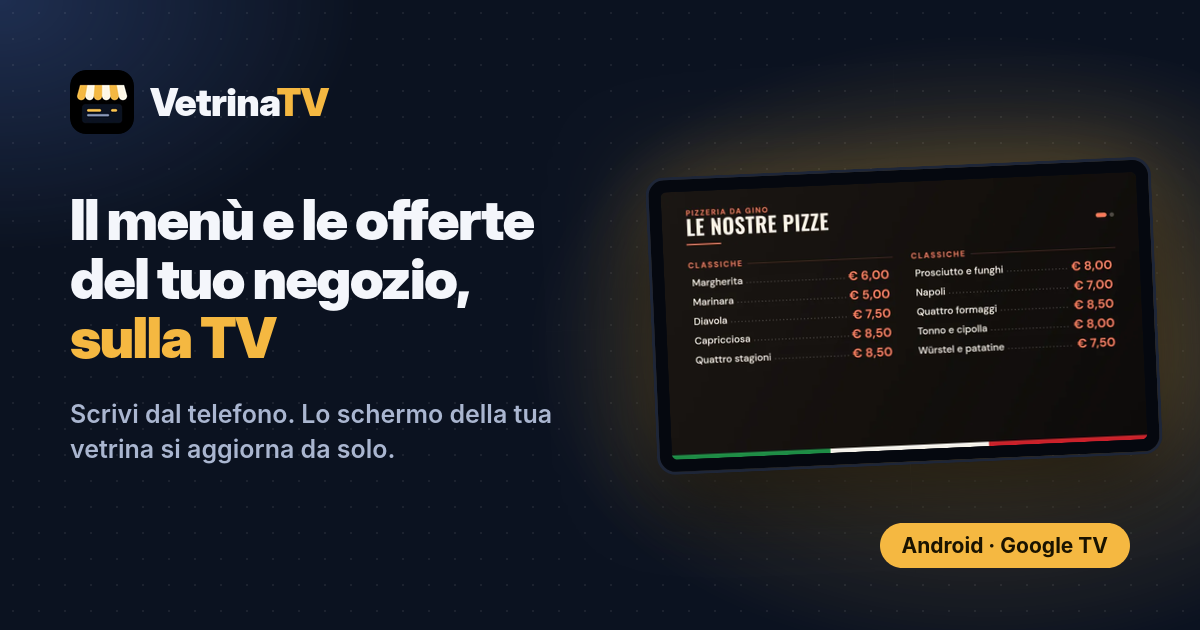 VetrinaTV
Il menù e le offerte
del tuo negozio,
sulla TV
Scrivi dal telefono. Lo schermo della tua
vetrina si aggiorna da solo.
PIZZERIA DA GINO
LE NOSTRE PIZZE
CLASSICHE
Margherita € 6,00
Marinara € 5,00
Diavola € 7,50
Capricciosa € 8,50
Quattro stagioni € 8,50
CLASSICHE
Prosciutto e funghi € 8,00
Napoli € 7,00
Quattro formaggi € 8,50
Tonno e cipolla € 8,00
Würstel e patatine € 7,50
Android · Google TV